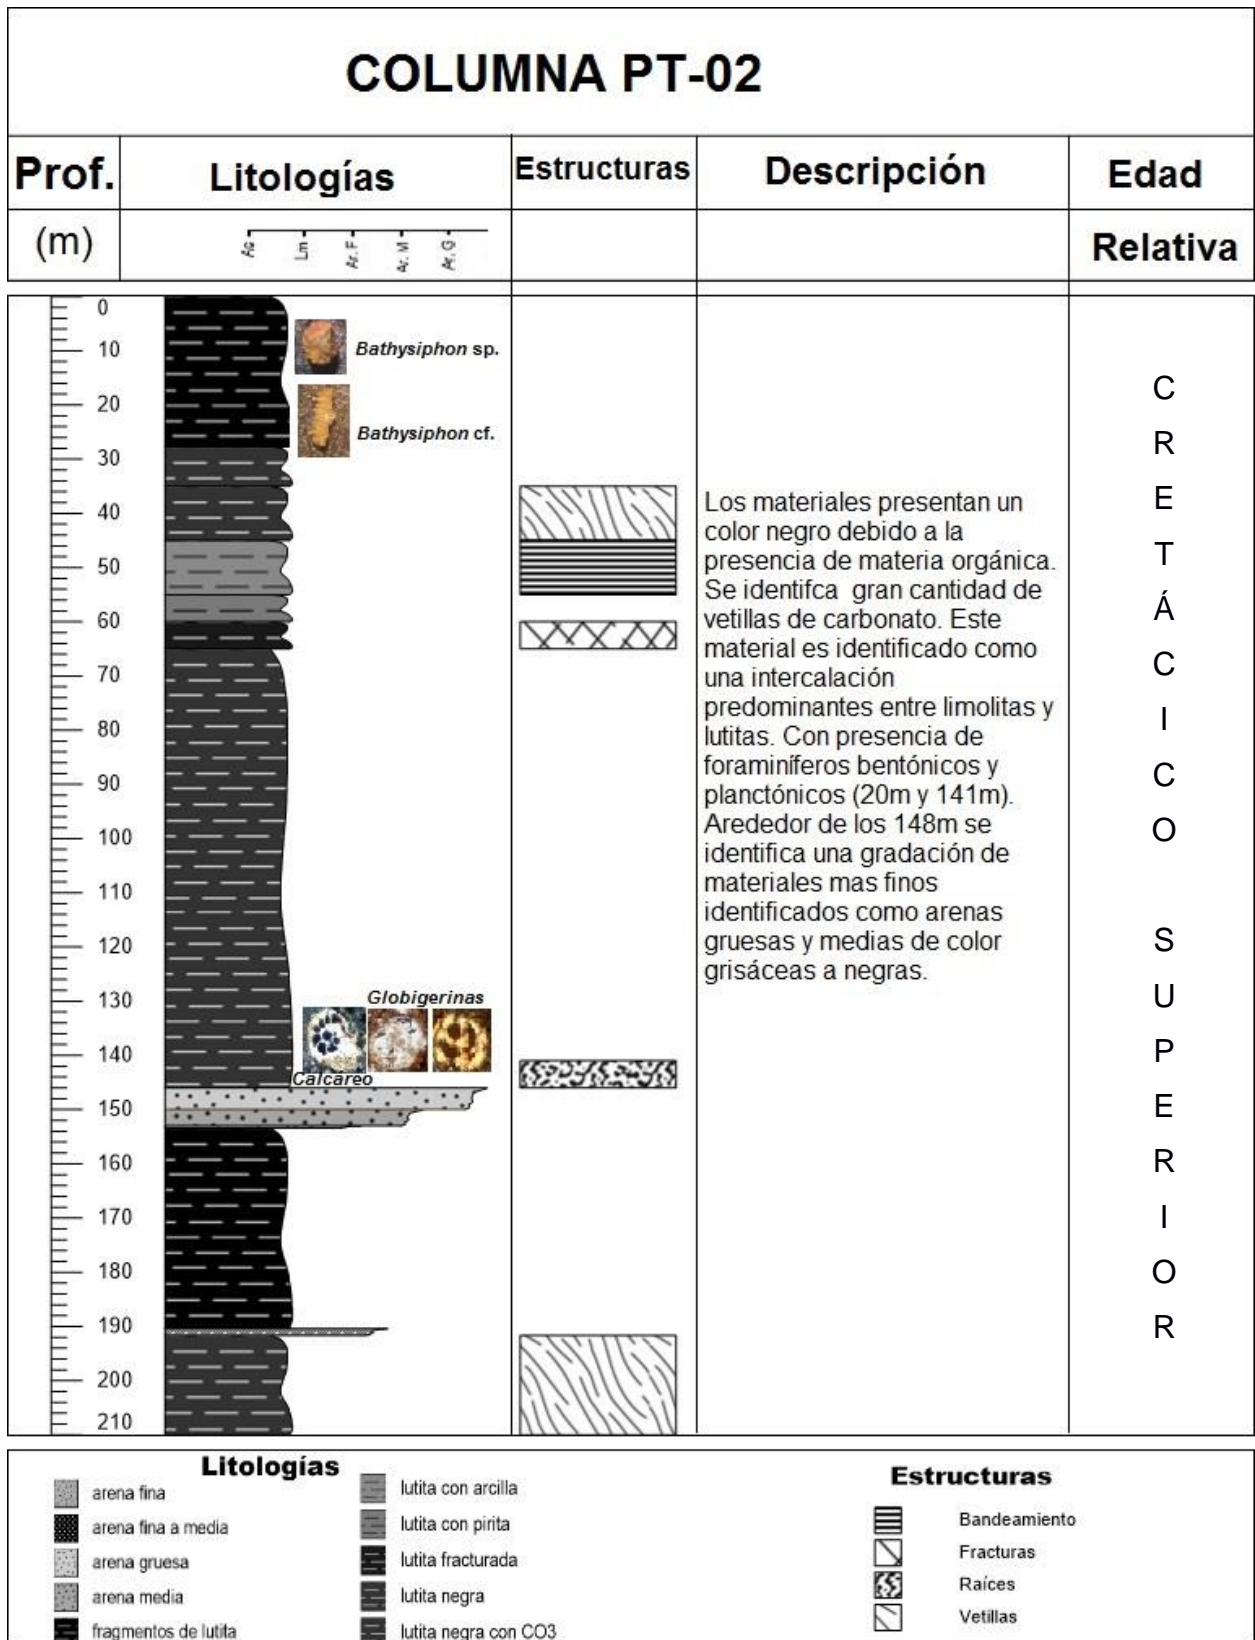 COLUMNA PT-02
Prof.
Litologías
Estructuras
Descripción
Edad
(m)
Ac
Lm
Ar. F
Ar. M
Ar. G
Relativa
0
10
20
30
40
50
60
70
80
90
100
110
120
130
140
150
160
170
180
190
200
210
Bathysiphon sp.
Bathysiphon cf.
Globigerinas
Calcareo
Los materiales presentan un
color negro debido a la
presencia de materia orgánica.
Se identifca gran cantidad de
vetillas de carbonato. Este
material es identificado como
una intercalación
predominantes entre limolitas y
lutitas. Con presencia de
foraminíferos bentónicos y
planctónicos (20m y 141m).
Arededor de los 148m se
identifica una gradación de
materiales mas finos
identificados como arenas
gruesas y medias de color
grisáceas a negras.
C
R
E
T
Á
C
I
C
O
S
U
P
E
R
I
O
R
Litologías
arena fina
arena fina a media
arena gruesa
arena media
fragmentos de lutita
lutita con arcilla
lutita con pirita
lutita fracturada
lutita negra
lutita negra con CO3
Estructuras
Bandeamiento
Fracturas
Raíces
Vetillas